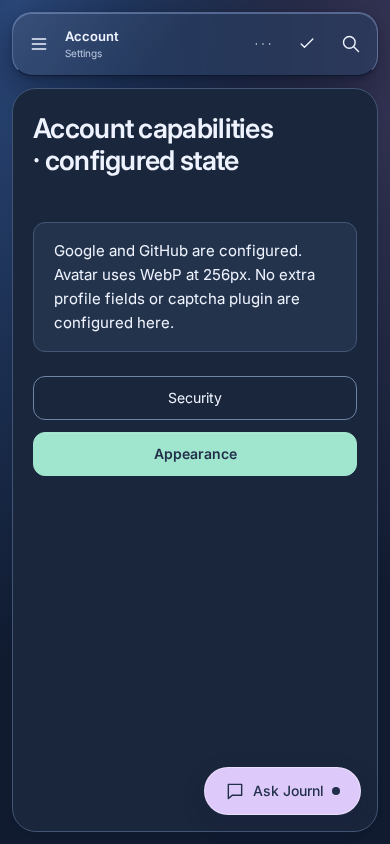 Account
Settings
Account capabilities
· configured state
Google and GitHub are configured.
Avatar uses WebP at 256px. No extra
profile fields or captcha plugin are
configured here.
Security
Appearance
Ask Journl